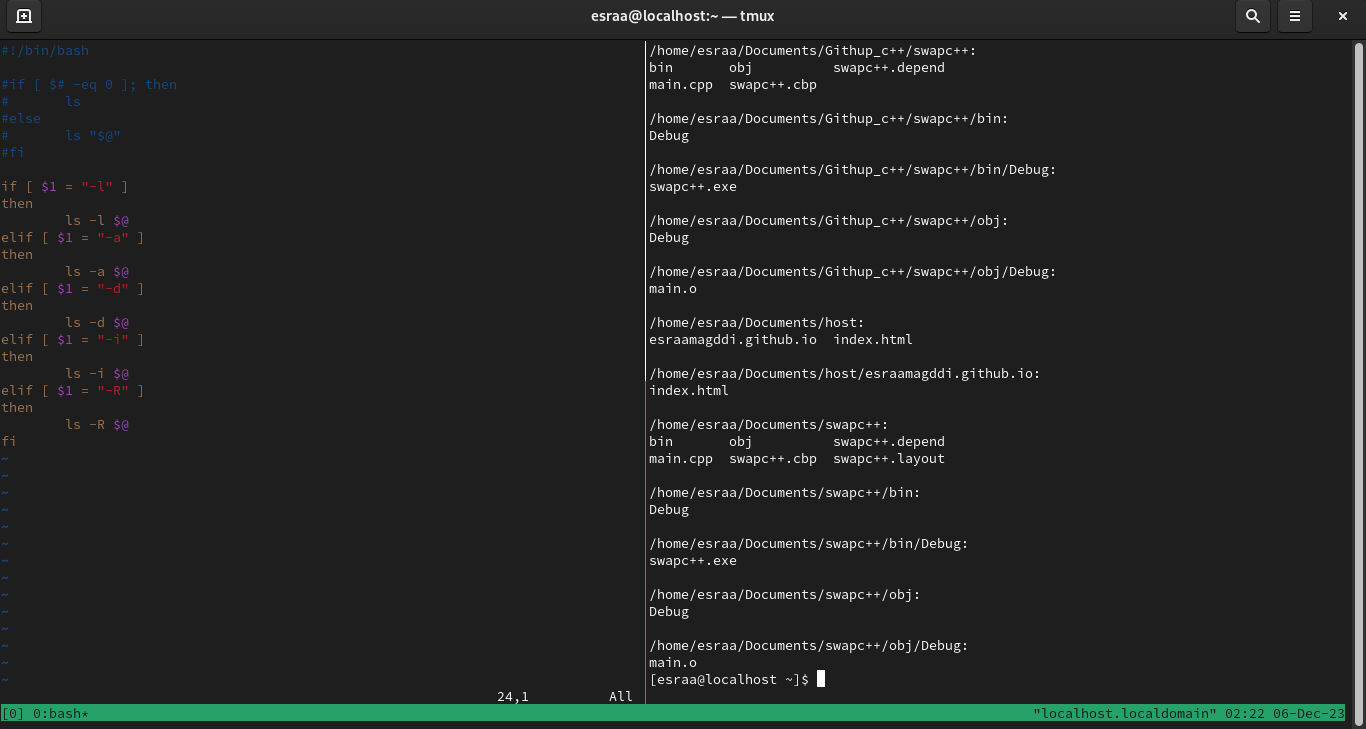 esraa@localhost:~ — tmux
#!/bin/bash
#if [ $# -eq 0 ]; then
#       ls
#else
#       ls "$@"
#fi
if [ $1 = "-l" ]
then
        ls -l $@
elif [ $1 = "-a" ]
then
        ls -a $@
elif [ $1 = "-d" ]
then
        ls -d $@
elif [ $1 = "-i" ]
then
        ls -i $@
elif [ $1 = "-R" ]
then
        ls -R $@
fi
~
~
~
~
~
~
~
~
~
~
~
~
~
~
24,1          All
/home/esraa/Documents/Githup_c++/swapc++:
bin       obj          swapc++.depend
main.cpp  swapc++.cbp
/home/esraa/Documents/Githup_c++/swapc++/bin:
Debug
/home/esraa/Documents/Githup_c++/swapc++/bin/Debug:
swapc++.exe
/home/esraa/Documents/Githup_c++/swapc++/obj:
Debug
/home/esraa/Documents/Githup_c++/swapc++/obj/Debug:
main.o
/home/esraa/Documents/host:
esraamagddi.github.io  index.html
/home/esraa/Documents/host/esraamagddi.github.io:
index.html
/home/esraa/Documents/swapc++:
bin       obj          swapc++.depend
main.cpp  swapc++.cbp  swapc++.layout
/home/esraa/Documents/swapc++/bin:
Debug
/home/esraa/Documents/swapc++/bin/Debug:
swapc++.exe
/home/esraa/Documents/swapc++/obj:
Debug
/home/esraa/Documents/swapc++/obj/Debug:
main.o
[esraa@localhost ~]$
[0] 0:bash* "localhost.localdomain" 02:22 06-Dec-23